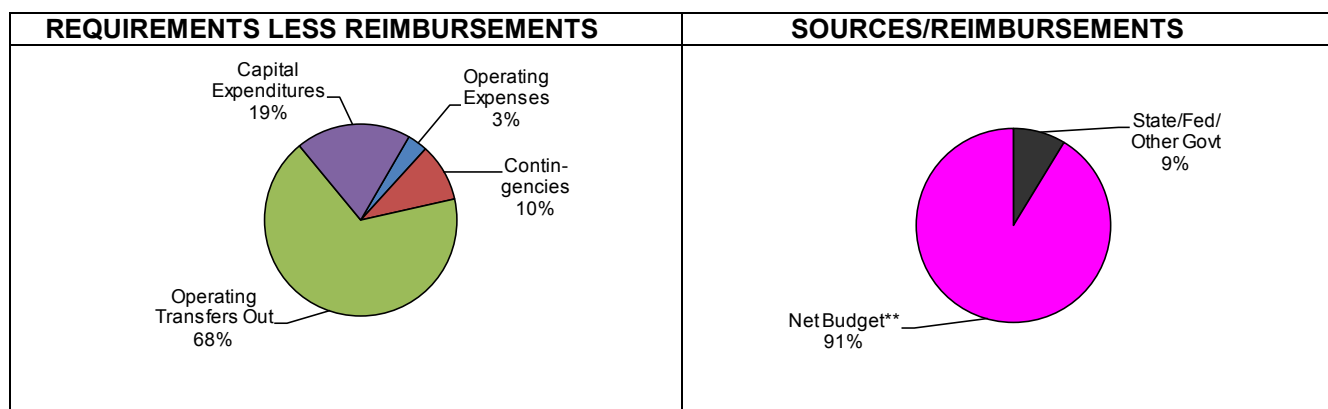 REQUIREMENTS LESS REIMBURSEMENTS
Capital
Expenditures
19%
Operating
Expenses
3%
Contin-
gencies
10%
Operating
Transfers Out
68%
SOURCES/REIMBURSEMENTS
State/Fed/
Other Govt
9%
Net Budget**
91%